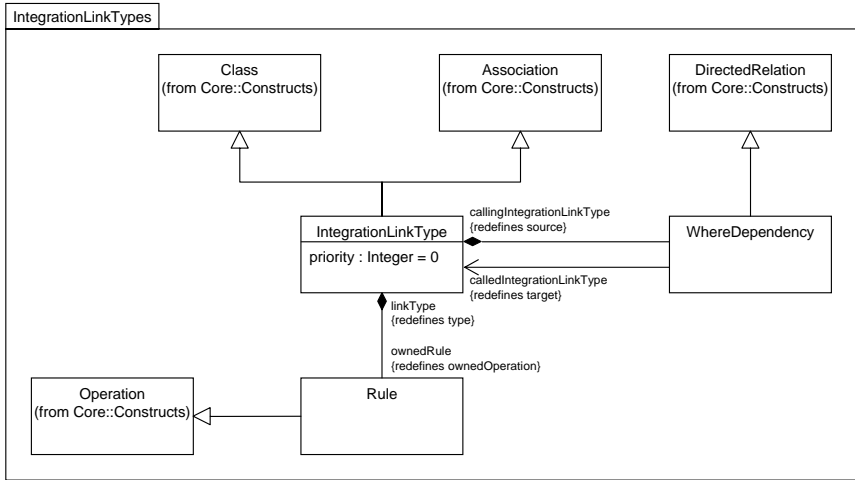 IntegrationLinkTypes
Class
(from Core::Constructs)
Association
(from Core::Constructs)
DirectedRelation
(from Core::Constructs)
IntegrationLinkType
priority : Integer = 0
callingIntegrationLinkType
{redefines source}
WhereDependency
calledIntegrationLinkType
{redefines target}
linkType
{redefines type}
ownedRule
{redefines ownedOperation}
Operation
(from Core::Constructs)
Rule